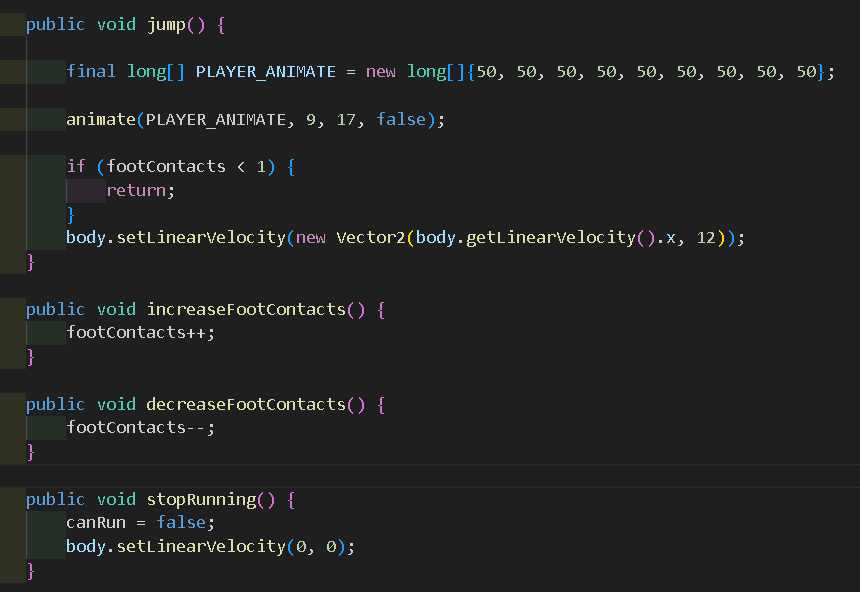 public void jump() {
final long[] PLAYER_ANIMATE = new long[]{50, 50, 50, 50, 50, 50, 50, 50, 50};
animate(PLAYER_ANIMATE, 9, 17, false);
if (footContacts < 1) {
return;
}
body.setLinearVelocity(new Vector2(body.getLinearVelocity().x, 12));
}
public void increaseFootContacts() {
footContacts++;
}
public void decreaseFootContacts() {
footContacts--;
}
public void stopRunning() {
canRun = false;
body.setLinearVelocity(0, 0);
}